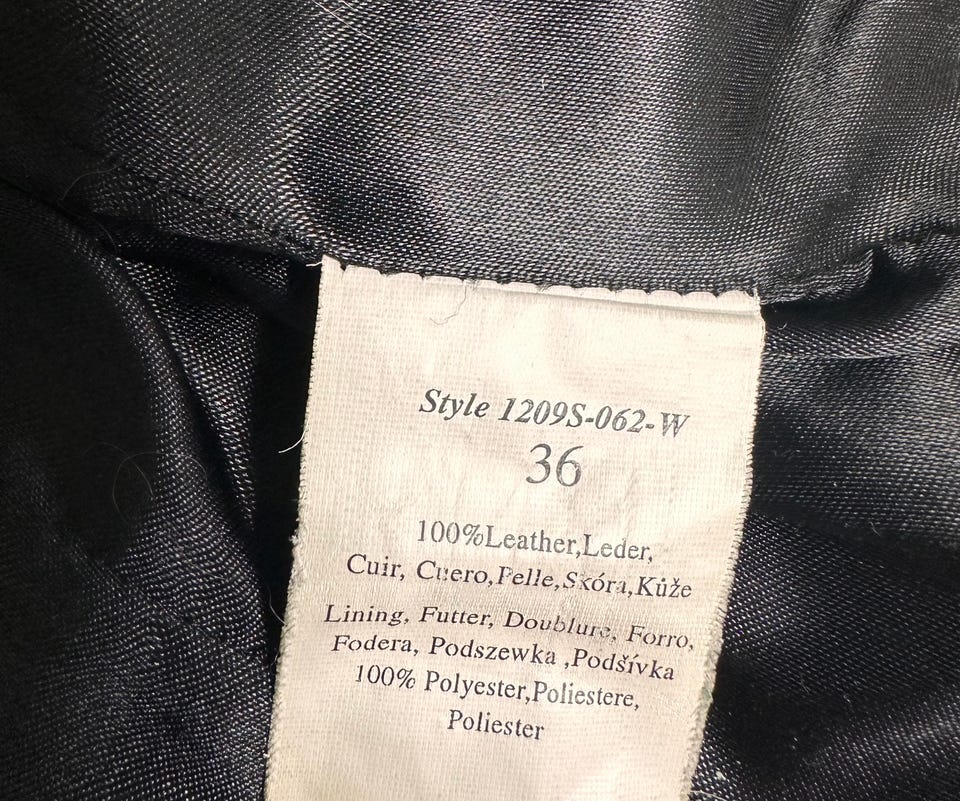 Style 1209S-062-W
36
100%Leather,Leder,
Cuir, Cuero,Pelle,Skóra,Kůže
Lining, Futter, Doublure, Forro,
Fodera, Podszewka ,Podšívka
100% Polyester,Poliestere,
Poliester